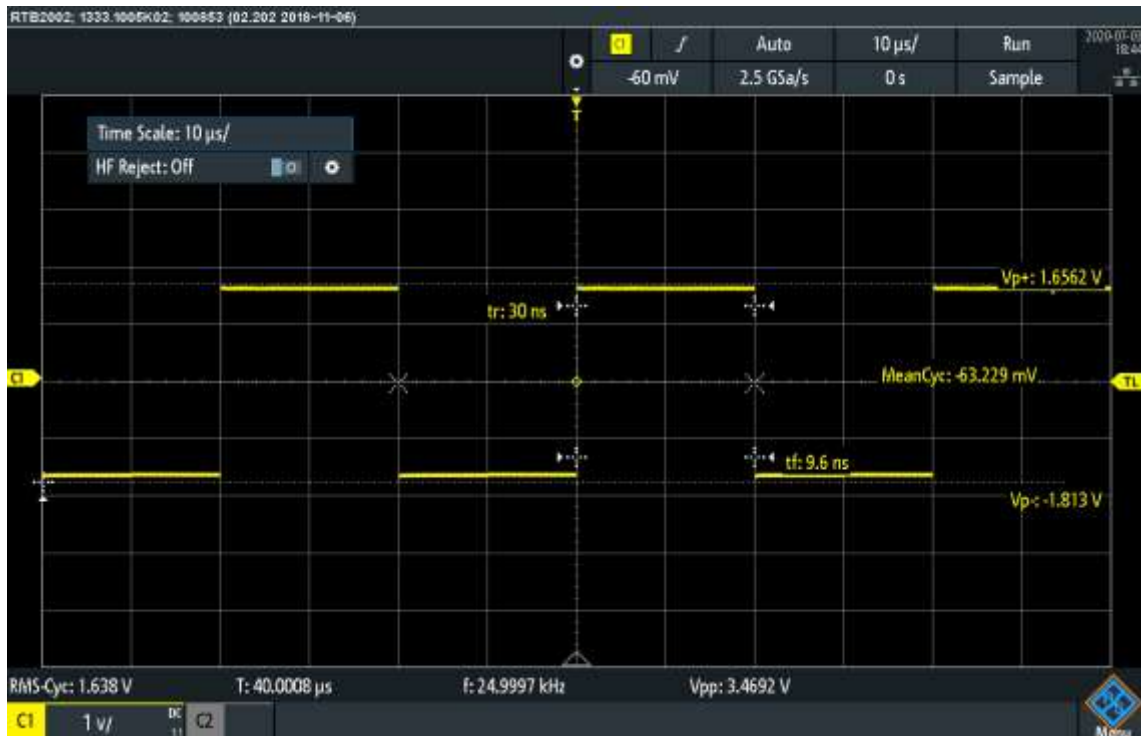 RTB2002; 1333.1005K02; 100853 (02.202 2018-11-06)
C1 Auto 10 µs/ Run
-60 mV 2.5 GSa/s 0 s Sample
T
Time Scale: 10 µs/
HF Reject: Off
Vp+: 1.6562 V
tr: 30 ns
C1 MeanCyc: -63.229 mV TL
tf: 9.6 ns
Vp-: -1.813 V
RMS-Cyc: 1.638 V T: 40.0008 µs f: 24.9997 kHz Vpp: 3.4692 V
C1 1 V/ DC C2 Menu